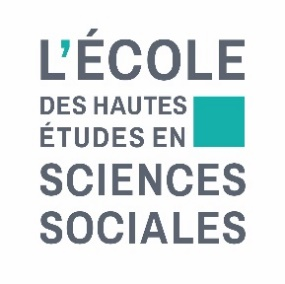 L'ÉCOLE
DES HAUTES
ÉTUDES EN
SCIENCES
SOCIALES